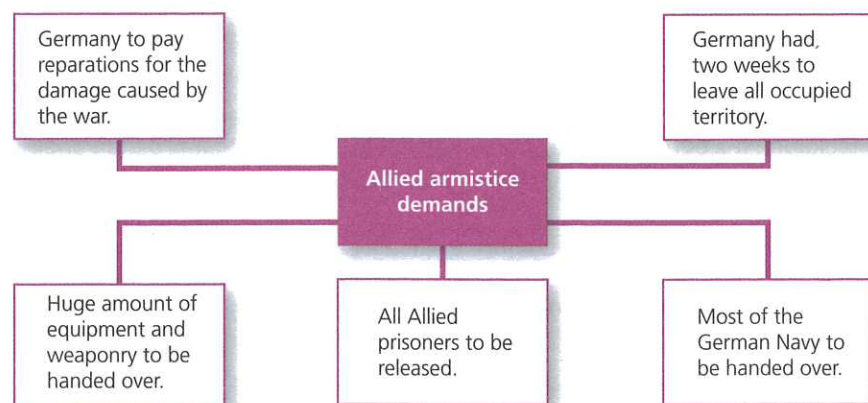 Germany to pay
reparations for the
damage caused by
the war.
Germany had,
two weeks to
leave all occupied
territory.
Allied armistice
demands
Huge amount of
equipment and
weaponry to be
handed over.
All Allied
prisoners to be
released.
Most of the
German Navy to
be handed over.